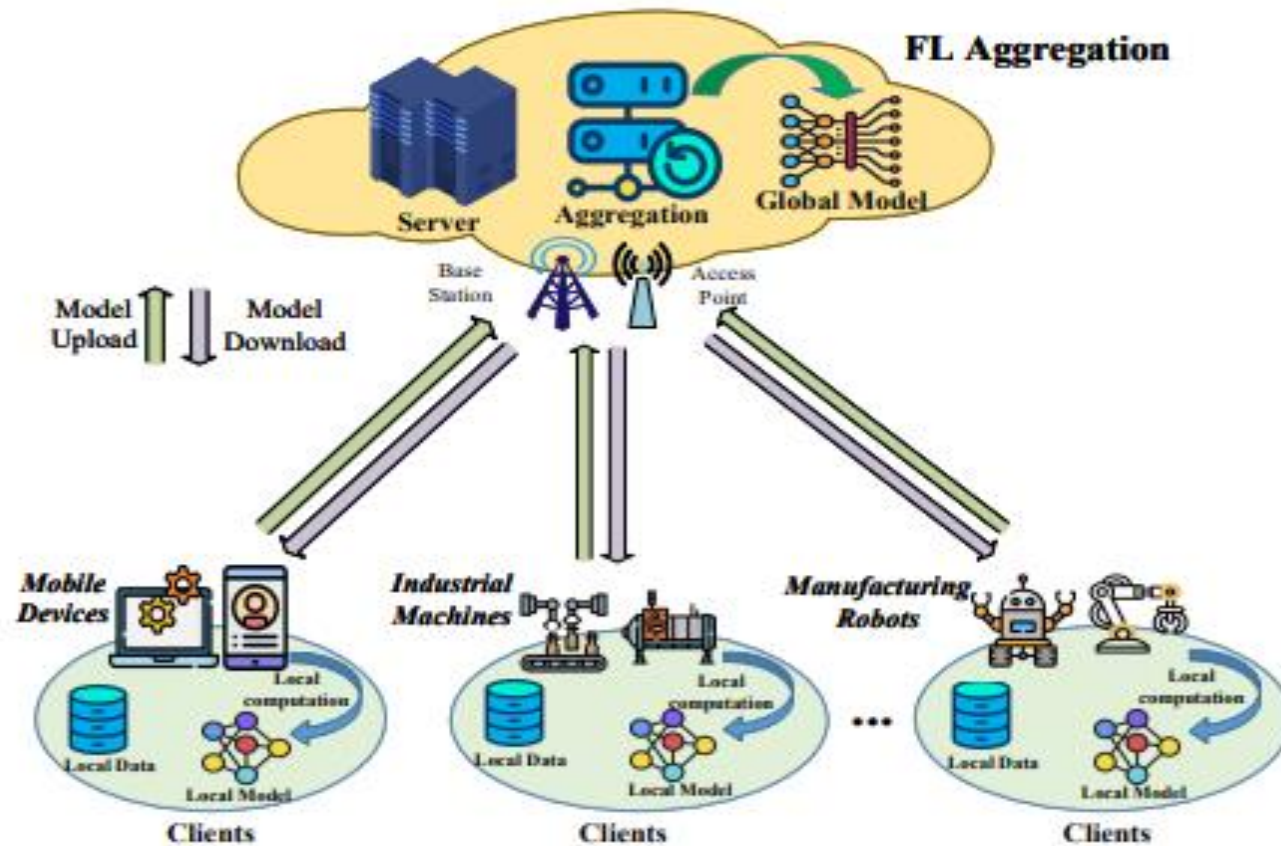 FL Aggregation
Server
Aggregation
Global Model
Base
Station
Access
Point
Model
Upload
Model
Download
Mobile
Devices
Local
computation
Local Data
Local Model
Clients
Industrial
Machines
Local
computation
Local Data
Local Model
Clients
...
Manufacturing
Robots
Local
computation
Local Data
Local Model
Clients